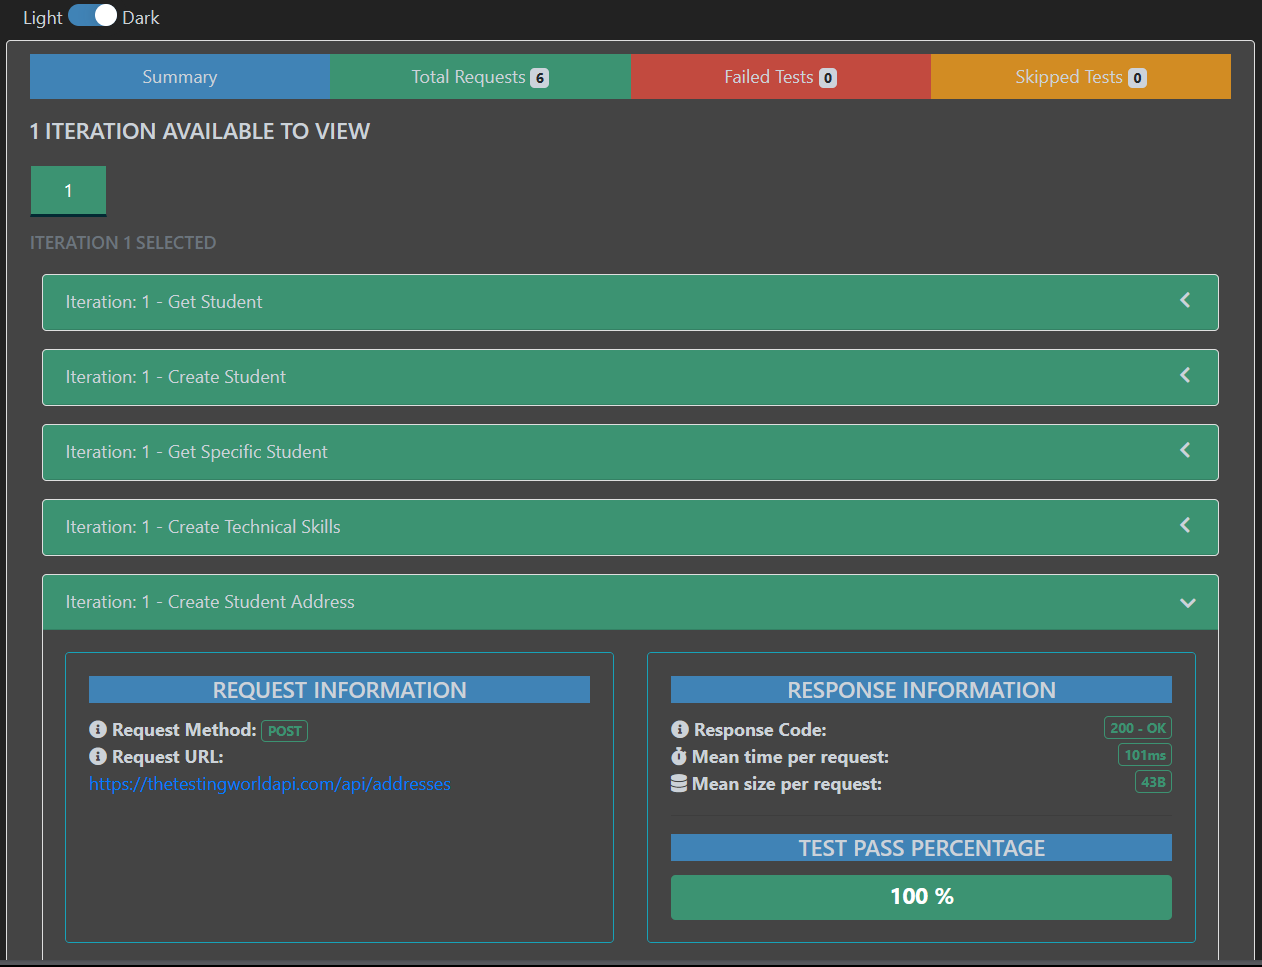 Light Dark
Summary Total Requests 6 Failed Tests 0 Skipped Tests 0
1 ITERATION AVAILABLE TO VIEW
1
ITERATION 1 SELECTED
Iteration: 1 - Get Student
Iteration: 1 - Create Student
Iteration: 1 - Get Specific Student
Iteration: 1 - Create Technical Skills
Iteration: 1 - Create Student Address
REQUEST INFORMATION
Request Method: POST
Request URL:
https://thetestingworldapi.com/api/addresses
RESPONSE INFORMATION
Response Code: 200 - OK
Mean time per request: 101ms
Mean size per request: 43B
TEST PASS PERCENTAGE
100 %